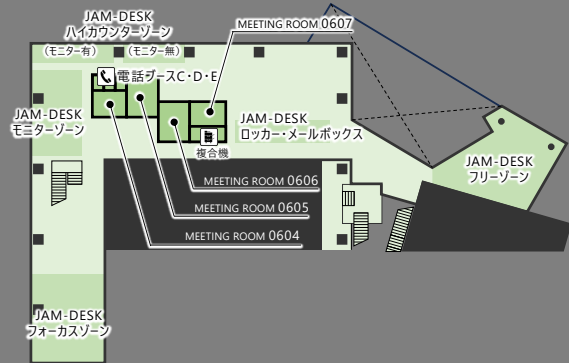 JAM-DESK
ハイカウンターゾーン
(モニター有)
(モニター無)
MEETING ROOM 0607
電話ブースC・D・E
JAM-DESK
モニターゾーン
JAM-DESK
ロッカー・メールボックス
複合機
JAM-DESK
フリーゾーン
MEETING ROOM 0606
MEETING ROOM 0605
MEETING ROOM 0604
JAM-DESK
フォーカスゾーン